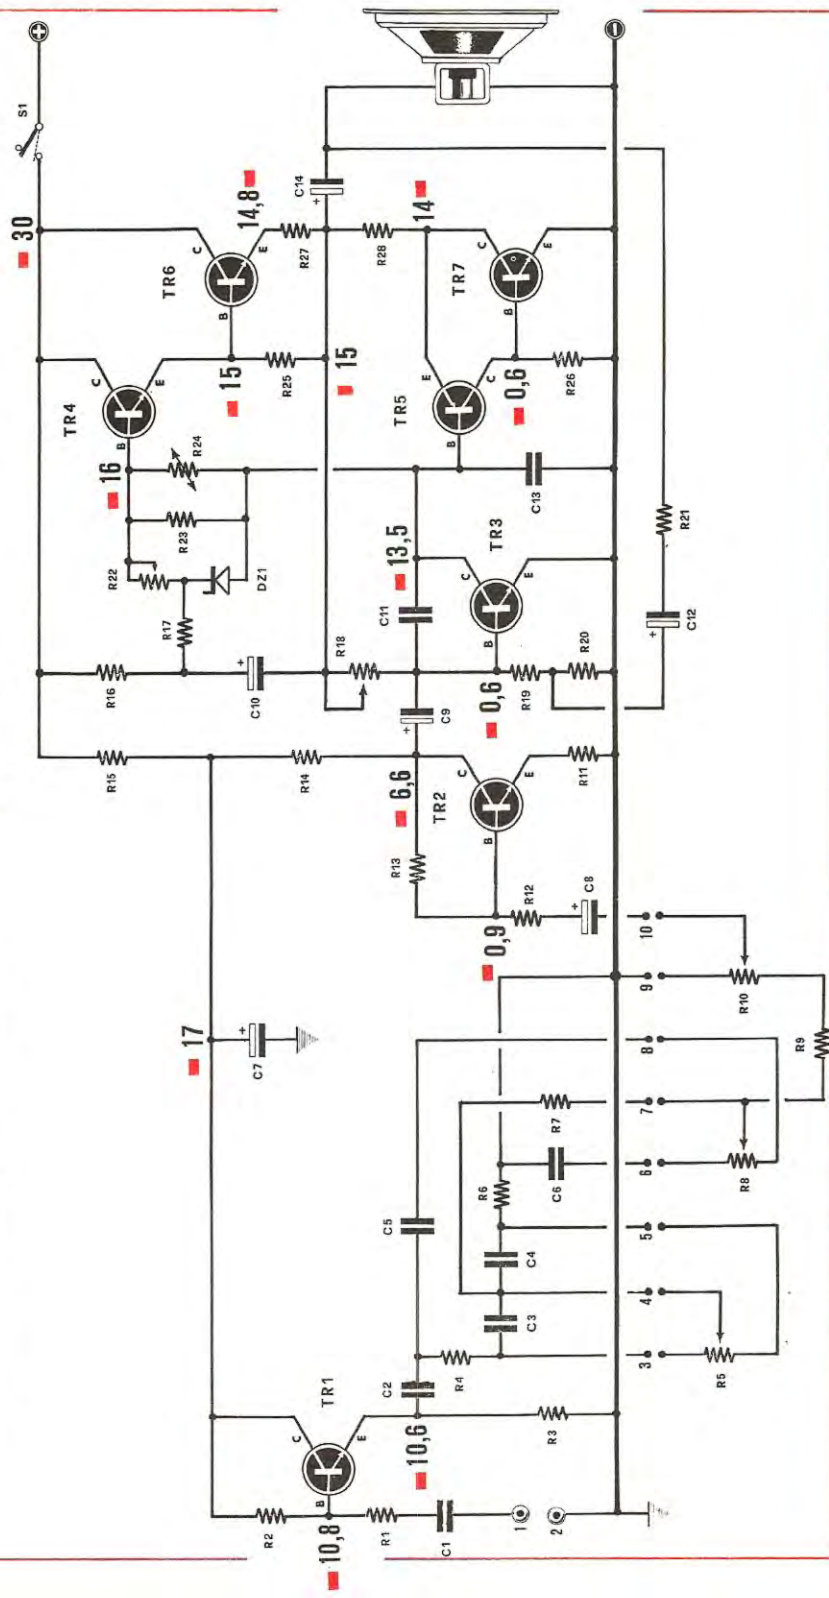 +
S1
-
30
TR4
TR6
C
E
B
C
E
B
14,8
R27
C14
+
16
R24
R23
R22
DZ1
R17
15
R25
15
R28
14
TR5
E
C
B
TR7
C
E
B
0,6
R26
R16
+
C10
R18
C11
13,5
TR3
C
E
B
C13
R21
+
C12
R15
R14
+
C9
0,6
R19
R20
6,6
TR2
C
E
B
R13
R11
0,9
R12
+
C8
17
+
C7
C5
R7
R6
C6
C4
C3
R4
C2
TR1
C
E
B
10,6
R3
R2
10,8
R1
C1
1
2
3
4
5
6
7
8
9
10
R5
R8
R10
R9